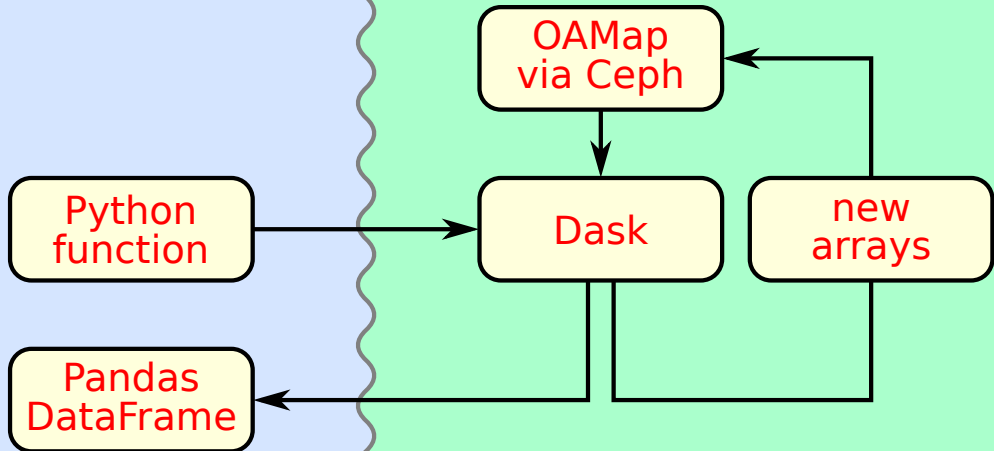 OAMap
via Ceph
Python
function
Dask
new
arrays
Pandas
DataFrame